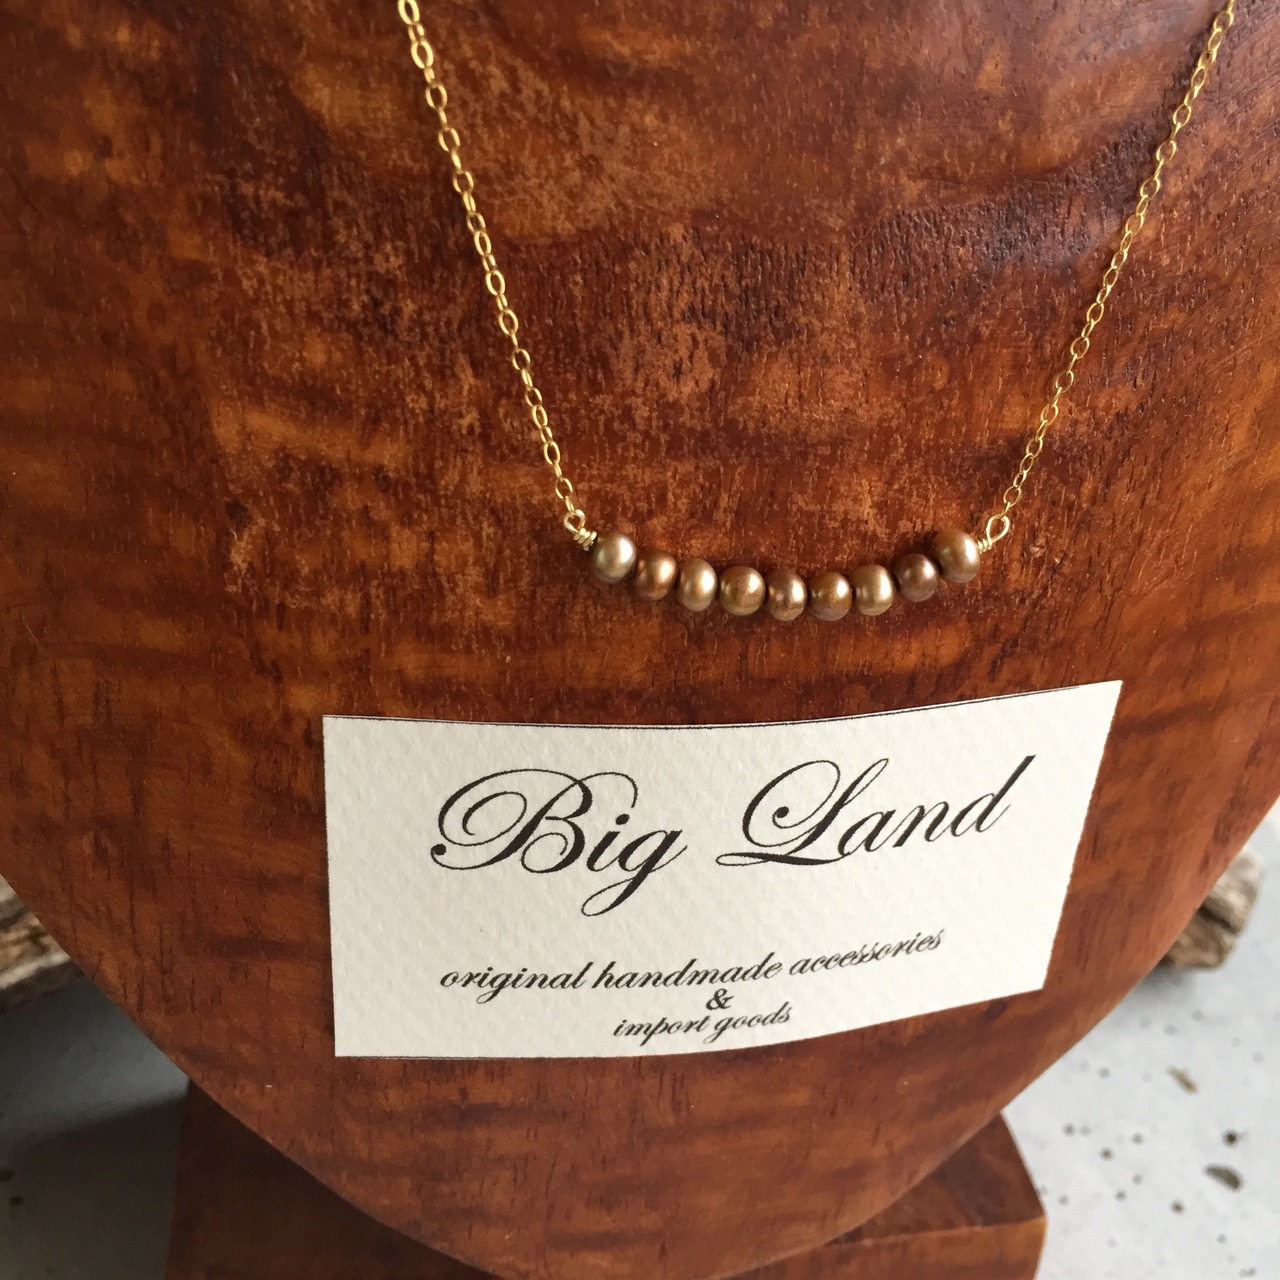 Big Land
original handmade accessories
&
import goods